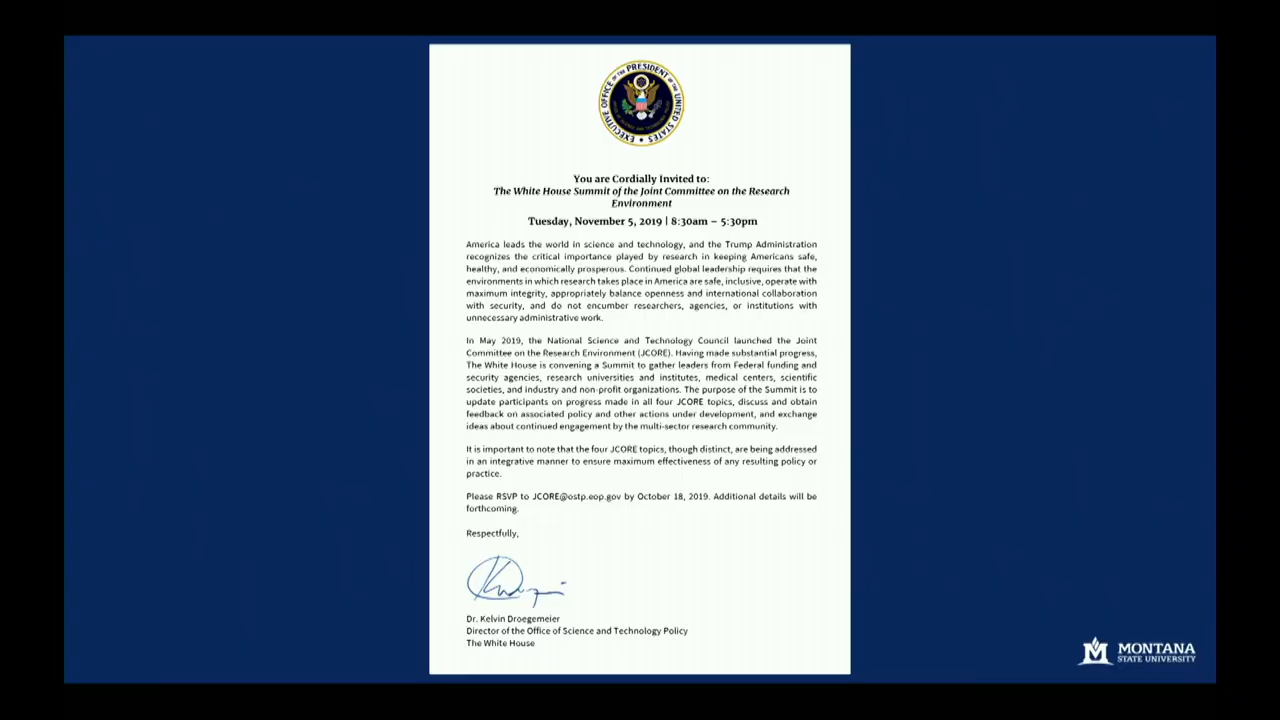 EXECUTIVE OFFICE OF THE PRESIDENT OF THE UNITED STATES
You are Cordially Invited to:
The White House Summit of the Joint Committee on the Research
Environment
Tuesday, November 5, 2019 | 8:30am – 5:30pm
America leads the world in science and technology, and the Trump Administration
recognizes the critical importance played by research in keeping Americans safe,
healthy, and economically prosperous. Continued global leadership requires that the
environments in which research takes place in America are safe, inclusive, operate with
maximum integrity, appropriately balance openness and international collaboration
with security, and do not encumber researchers, agencies, or institutions with
unnecessary administrative work.
In May 2019, the National Science and Technology Council launched the Joint
Committee on the Research Environment (JCORE). Having made substantial progress,
The White House is convening a Summit to gather leaders from Federal funding and
security agencies, research universities and institutes, medical centers, scientific
societies, and industry and non-profit organizations. The purpose of the Summit is to
update participants on progress made in all four JCORE topics, discuss and obtain
feedback on associated policy and other actions under development, and exchange
ideas about continued engagement by the multi-sector research community.
It is important to note that the four JCORE topics, though distinct, are being addressed
in an integrative manner to ensure maximum effectiveness of any resulting policy or
practice.
Please RSVP to JCORE@ostp.eop.gov by October 18, 2019. Additional details will be
forthcoming.
Respectfully,
Dr. Kelvin Droegemeier
Director of the Office of Science and Technology Policy
The White House
M MONTANA
STATE UNIVERSITY